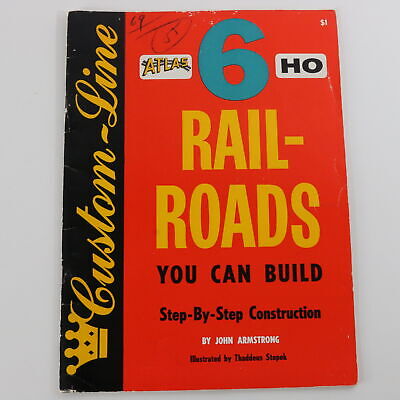 Custom-Line
$1
ATLAS
6
HO
RAIL-
ROADS
YOU CAN BUILD
Step-By-Step Construction
BY JOHN ARMSTRONG
Illustrated by Thaddeus Stepek